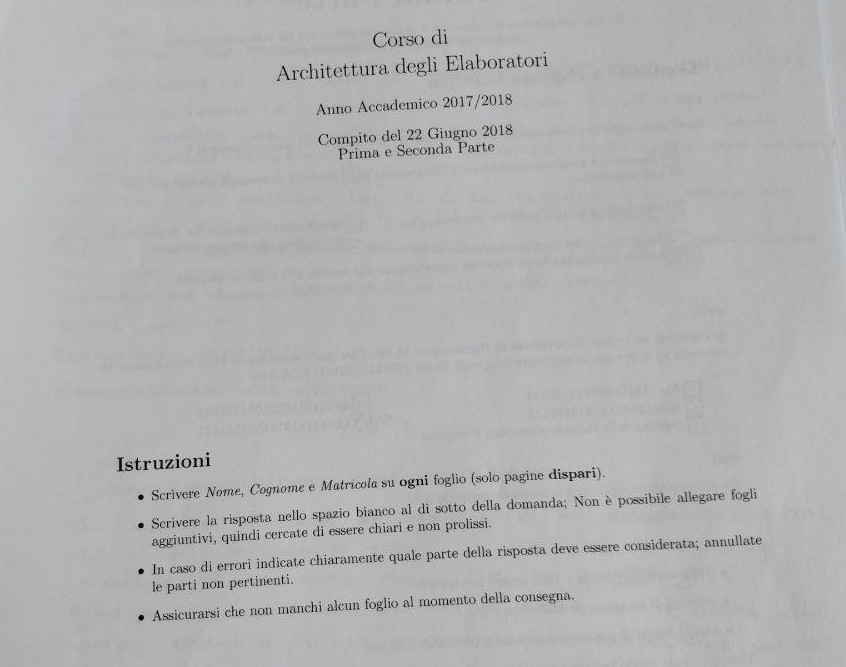 Corso di
Architettura degli Elaboratori
Anno Accademico 2017/2018
Compito del 22 Giugno 2018
Prima e Seconda Parte
Istruzioni
• Scrivere Nome, Cognome e Matricola su ogni foglio (solo pagine dispari).
• Scrivere la risposta nello spazio bianco al di sotto della domanda; Non è possibile allegare fogli
aggiuntivi, quindi cercate di essere chiari e non prolissi.
• In caso di errori indicate chiaramente quale parte della risposta deve essere considerata; annullate
le parti non pertinenti.
• Assicurarsi che non manchi alcun foglio al momento della consegna.